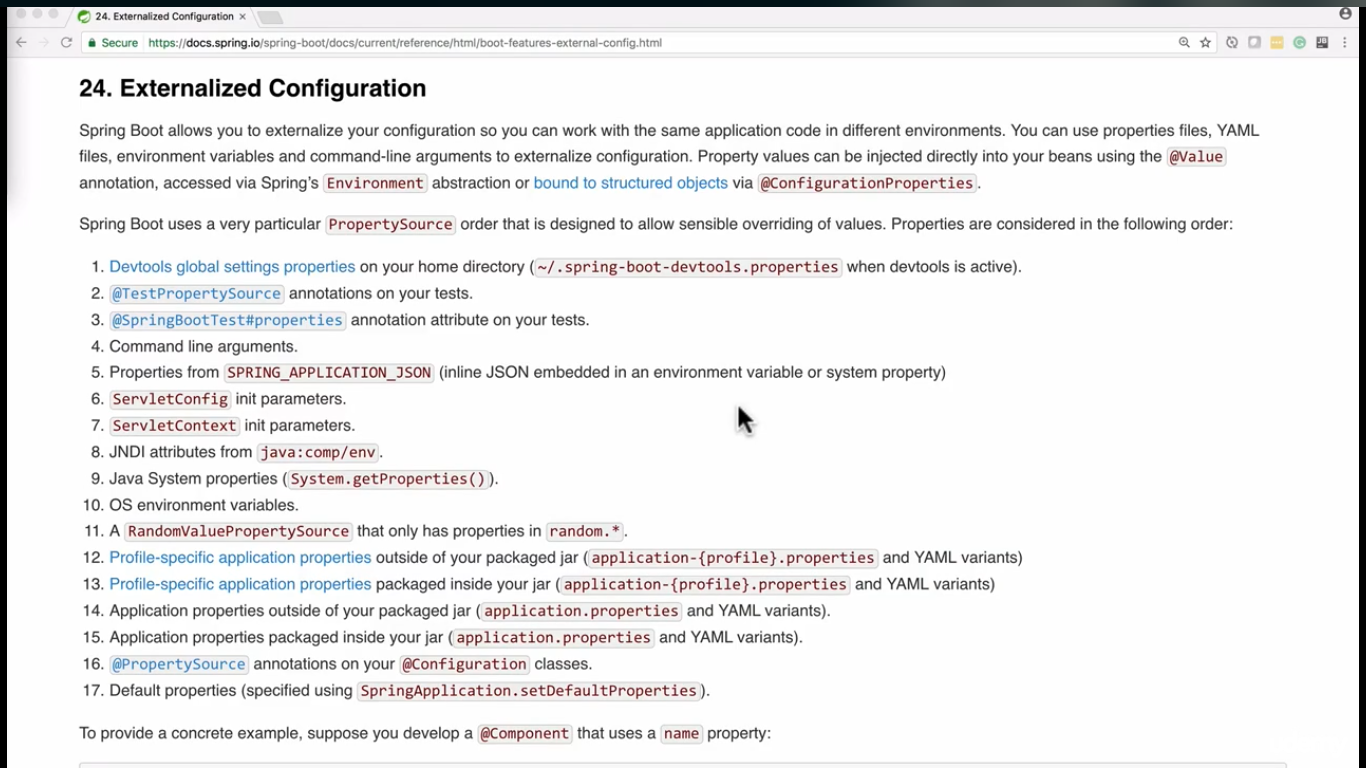 24. Externalized Configuration
Secure https://docs.spring.io/spring-boot/docs/current/reference/html/boot-features-external-config.html
24. Externalized Configuration
Spring Boot allows you to externalize your configuration so you can work with the same application code in different environments. You can use properties files, YAML
files, environment variables and command-line arguments to externalize configuration. Property values can be injected directly into your beans using the @Value
annotation, accessed via Spring’s Environment abstraction or bound to structured objects via @ConfigurationProperties.
Spring Boot uses a very particular PropertySource order that is designed to allow sensible overriding of values. Properties are considered in the following order:
1. Devtools global settings properties on your home directory (~/.spring-boot-devtools.properties when devtools is active).
2. @TestPropertySource annotations on your tests.
3. @SpringBootTest#properties annotation attribute on your tests.
4. Command line arguments.
5. Properties from SPRING_APPLICATION_JSON (inline JSON embedded in an environment variable or system property)
6. ServletConfig init parameters.
7. ServletContext init parameters.
8. JNDI attributes from java:comp/env.
9. Java System properties (System.getProperties()).
10. OS environment variables.
11. A RandomValuePropertySource that only has properties in random.*.
12. Profile-specific application properties outside of your packaged jar (application-{profile}.properties and YAML variants)
13. Profile-specific application properties packaged inside your jar (application-{profile}.properties and YAML variants)
14. Application properties outside of your packaged jar (application.properties and YAML variants).
15. Application properties packaged inside your jar (application.properties and YAML variants).
16. @PropertySource annotations on your @Configuration classes.
17. Default properties (specified using SpringApplication.setDefaultProperties).
To provide a concrete example, suppose you develop a @Component that uses a name property: